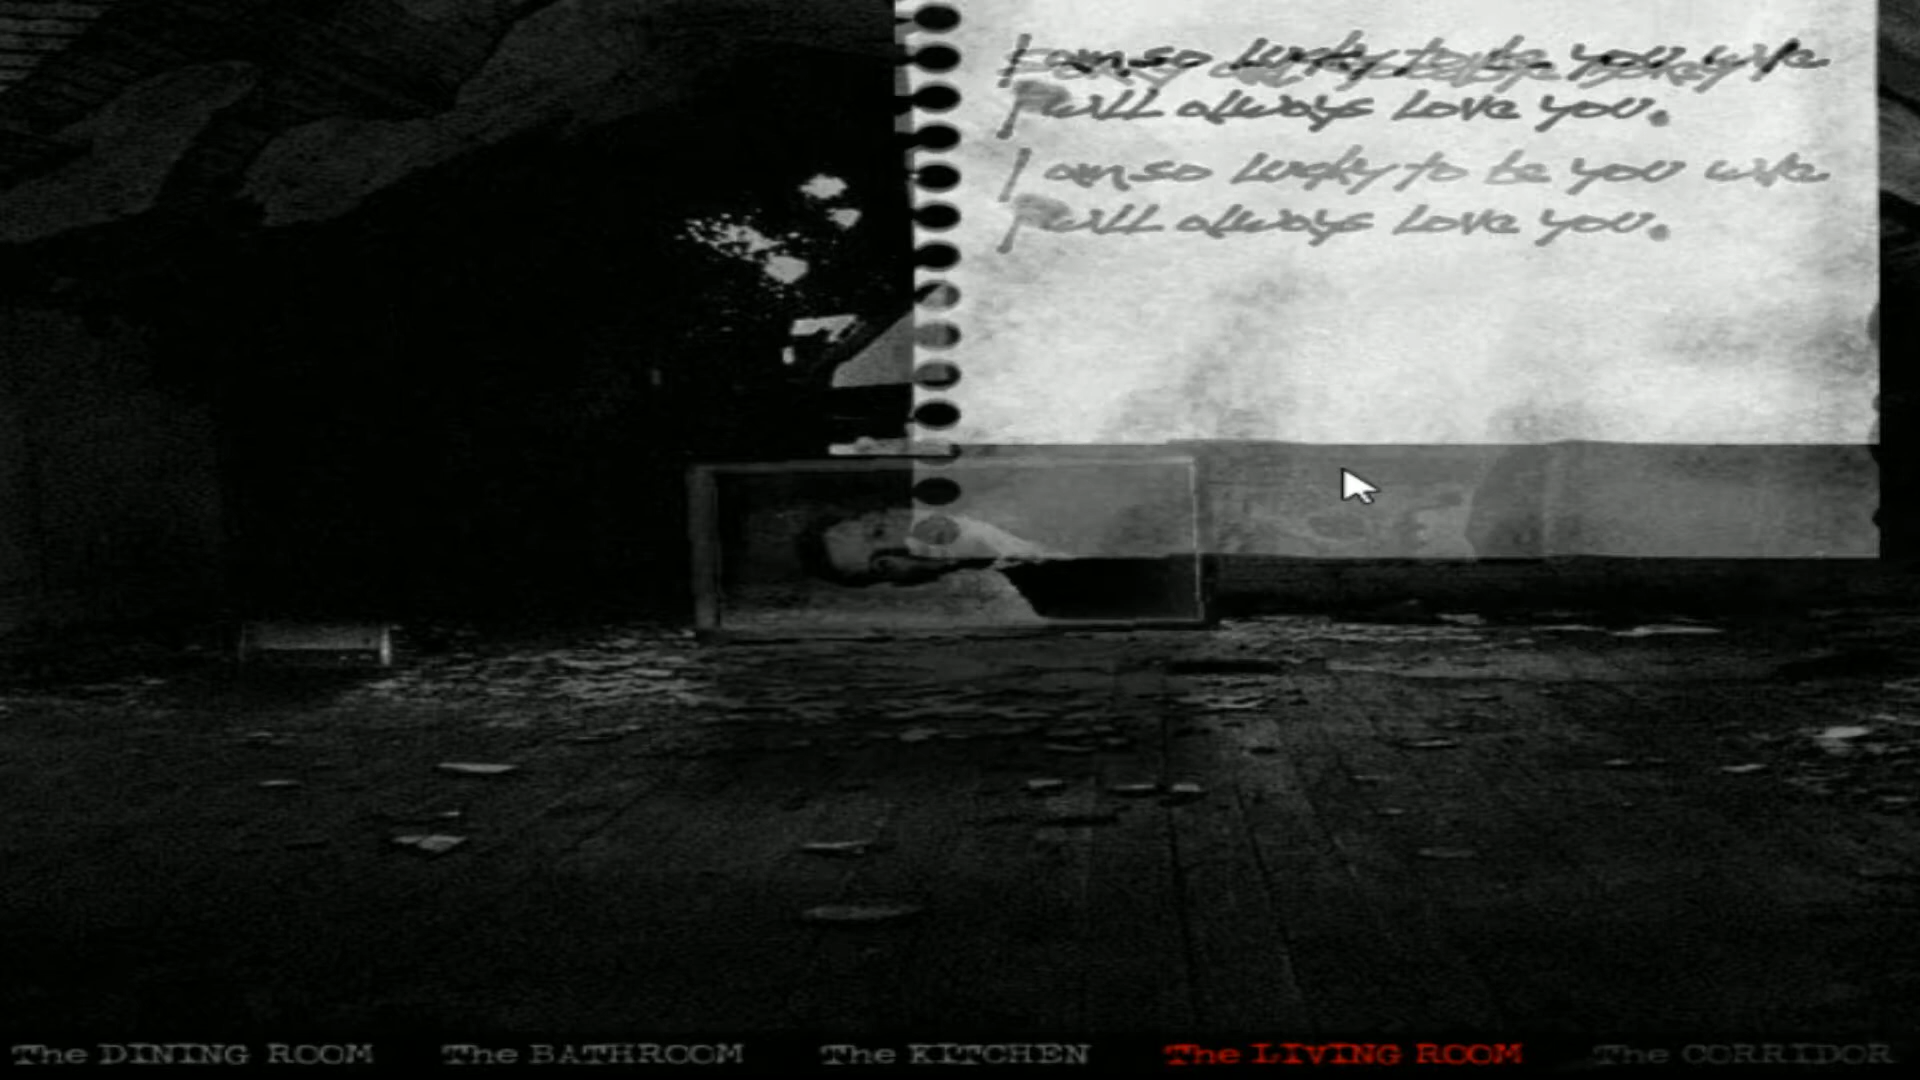 I am so lucky to be you wife
I will always love you.
I am so lucky to be you wife
I will always love you.
The DINING ROOM The BATHROOM The KITCHEN The LIVING ROOM The CORRIDOR